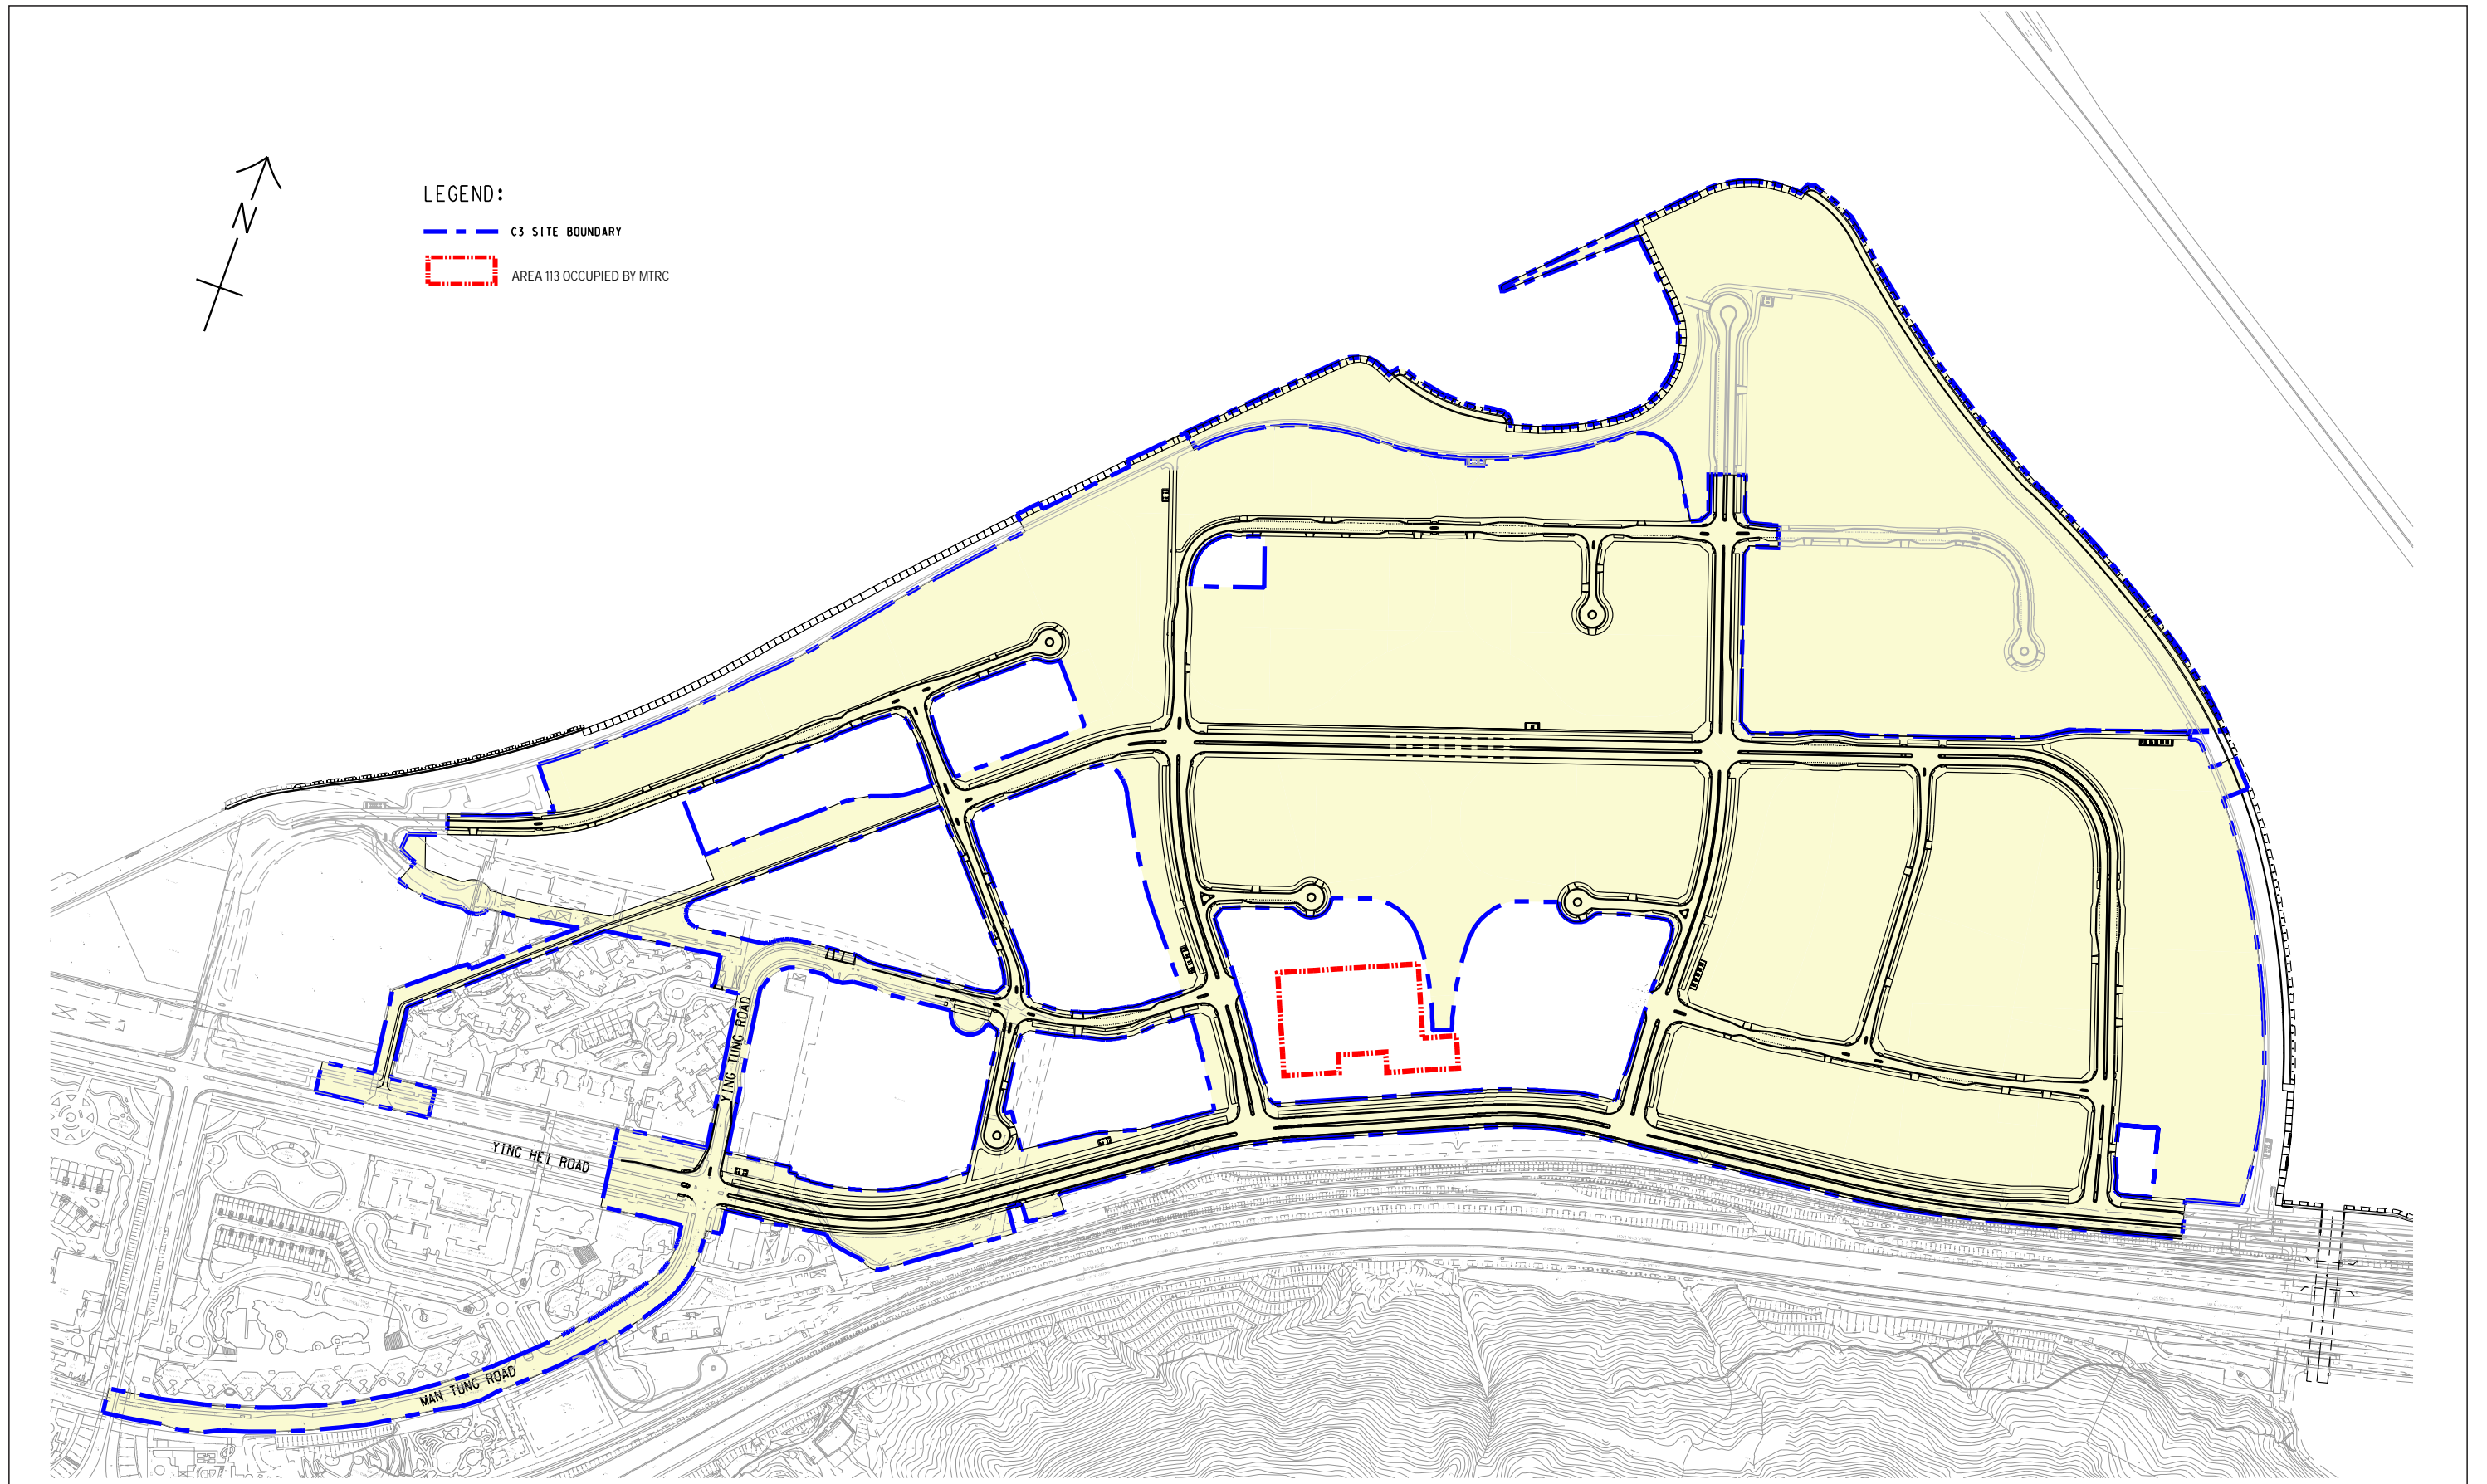 N
LEGEND:
C3 SITE BOUNDARY
AREA 113 OCCUPIED BY MTRC
YING TUNG ROAD
YING HEI ROAD
MAN TUNG ROAD